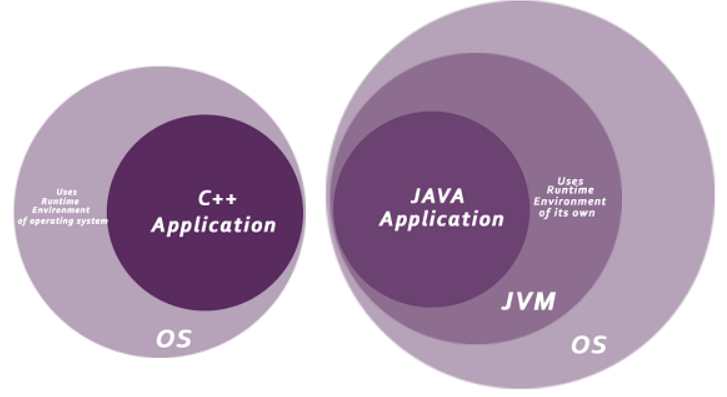 Uses
Runtime
Environment
of operating system
C++
Application
OS
JAVA
Application
Uses
Runtime
Environment
of its own
JVM
OS